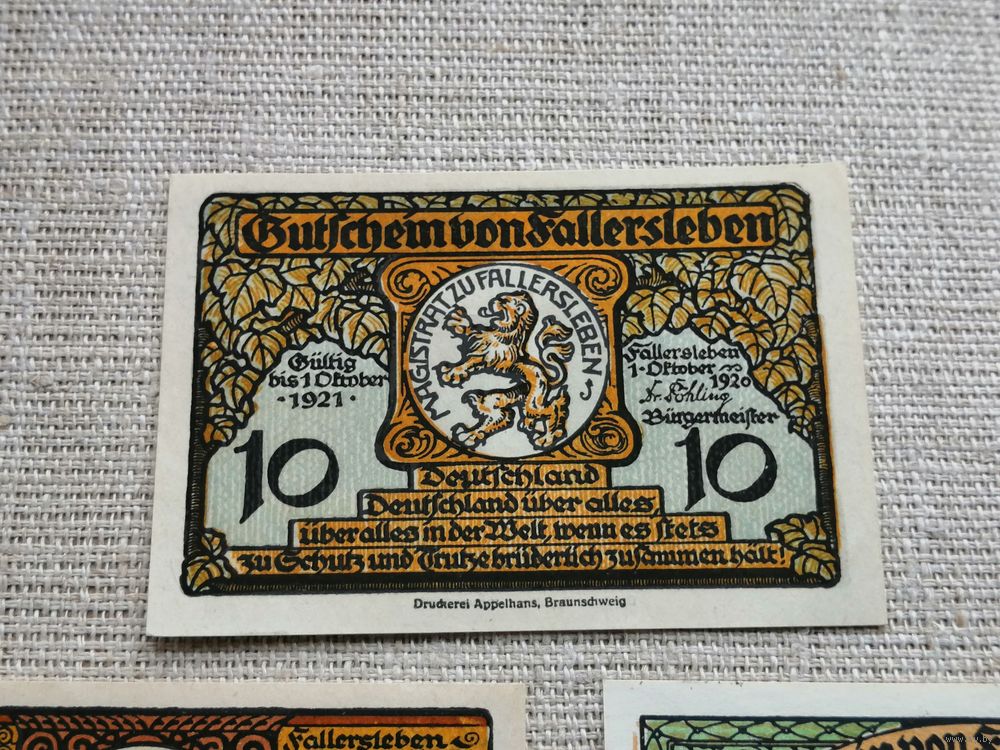 Gutschein von Fallersleben
MAGISTRAT ZU FALLERSLEBEN
Gültig
bis 1 Oktober
·1921·
10
Fallersleben
1·Oktober
1920
Bürgermeister
10
Deutschland
Deutschland über alles
über alles in der Welt, wenn es stets
zu Schutz und Trutze brüderlich zusammen hält!
Druckerei Appelhans, Braunschweig
Fallersleben